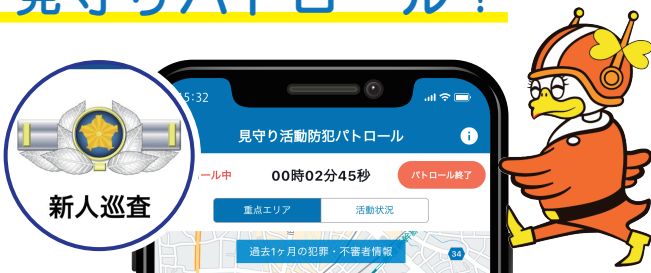 見守りパトロール！
15:32
見守り活動防犯パトロール
i
ール中
00時02分45秒
パトロール終了
重点エリア
活動状況
過去1ヶ月の犯罪・不審者情報
34
新人巡査